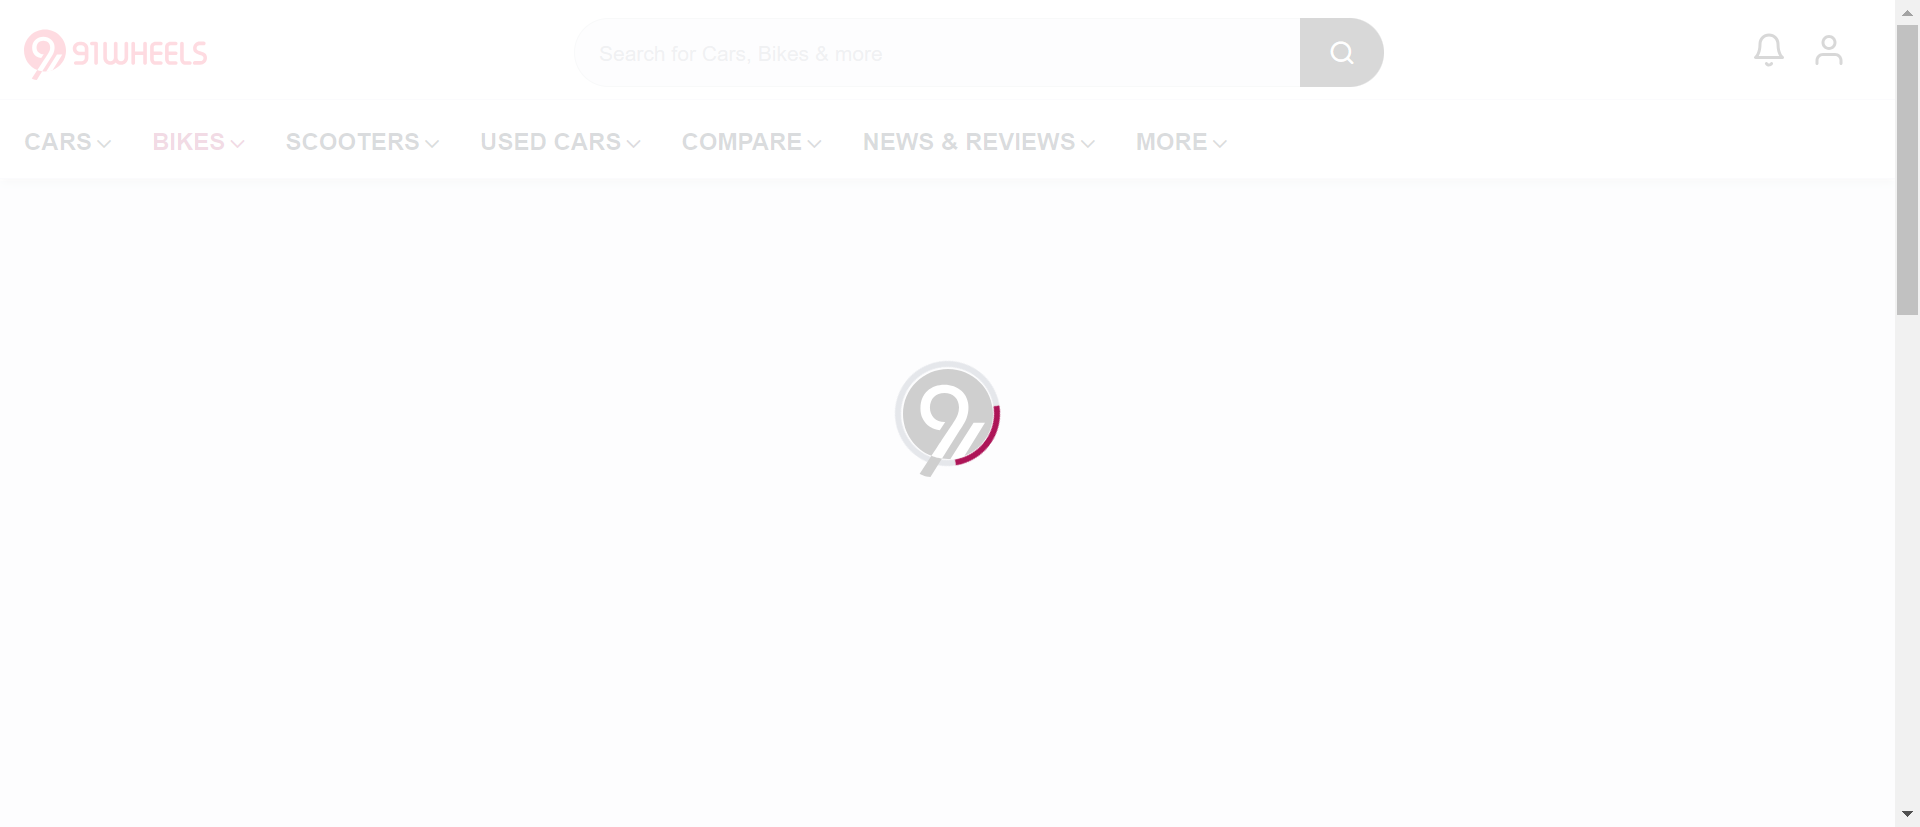 91WHEELS
Search for Cars, Bikes & more
CARS BIKES SCOOTERS USED CARS COMPARE NEWS & REVIEWS MORE